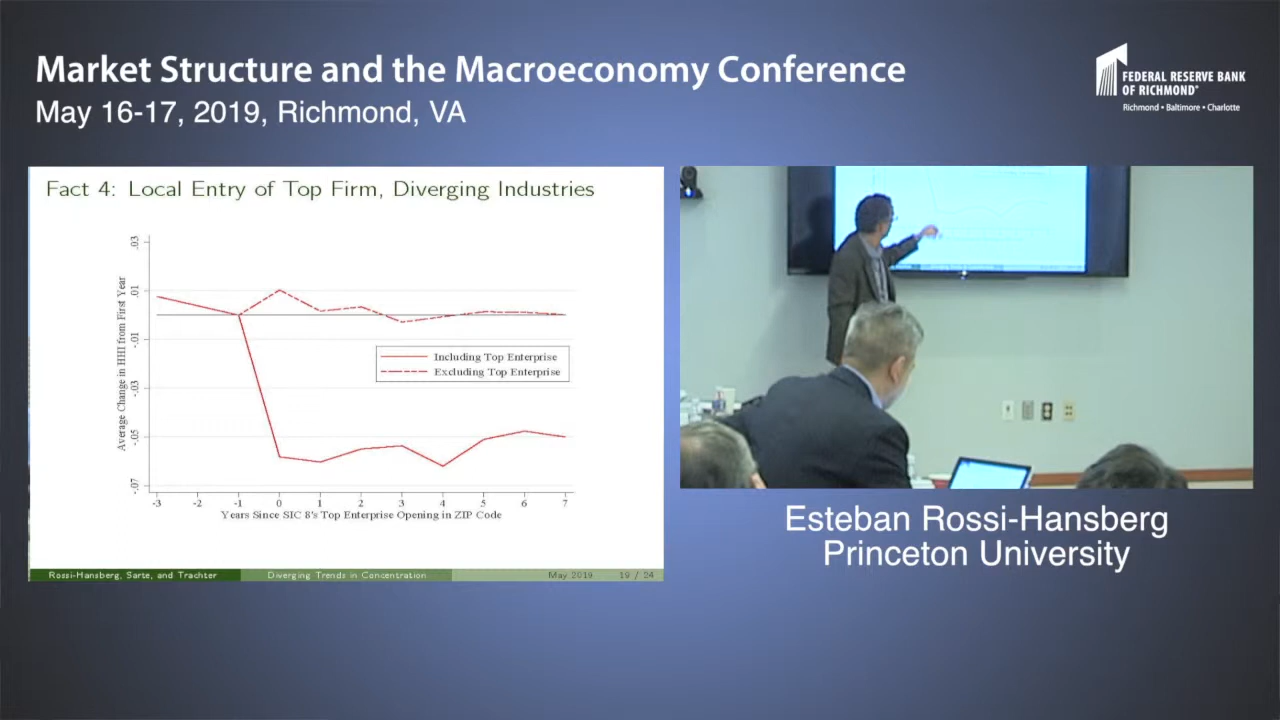 Market Structure and the Macroeconomy Conference
May 16-17, 2019, Richmond, VA
FEDERAL RESERVE BANK
OF RICHMOND®
Richmond • Baltimore • Charlotte
Fact 4: Local Entry of Top Firm, Diverging Industries
Average Change in HHI from First Year
.03
.01
-.01
-.03
-.05
-.07
Including Top Enterprise
Excluding Top Enterprise
-3 -2 -1 0 1 2 3 4 5 6 7
Years Since SIC 8's Top Enterprise Opening in ZIP Code
Rossi-Hansberg, Sarte, and Trachter Diverging Trends in Concentration May 2019 19 / 24
Esteban Rossi-Hansberg
Princeton University